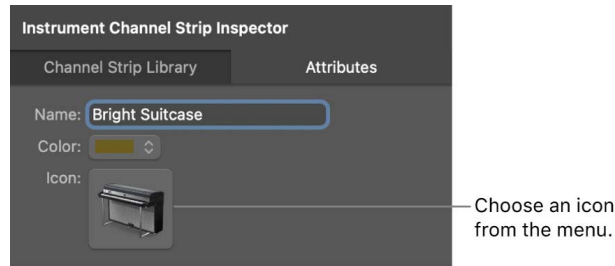 Instrument Channel Strip Inspector
Channel Strip Library Attributes
Name: Bright Suitcase
Color:
Icon:
Choose an icon
from the menu.